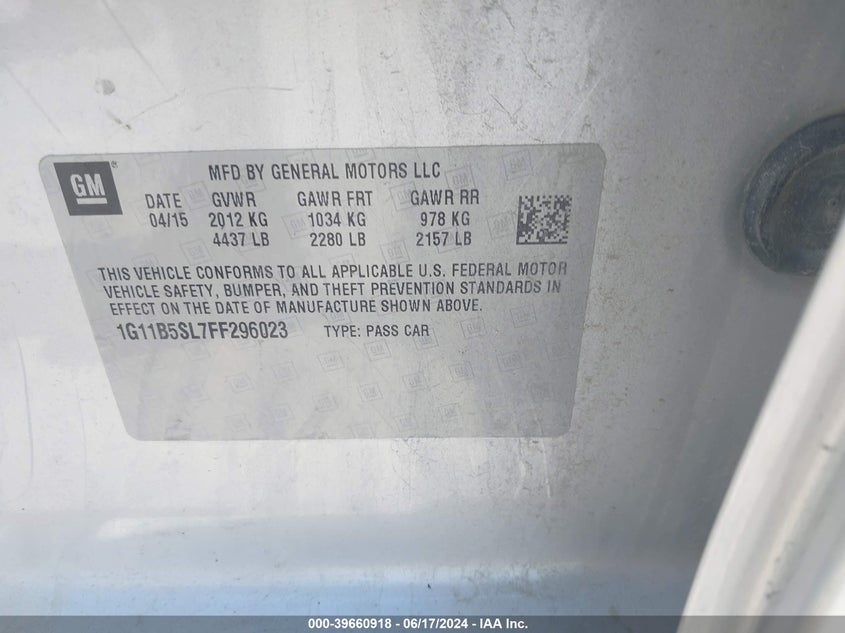 GM
MFD BY GENERAL MOTORS LLC
DATE GVWR GAWR FRT GAWR RR
04/15 2012 KG 1034 KG 978 KG
4437 LB 2280 LB 2157 LB
THIS VEHICLE CONFORMS TO ALL APPLICABLE U.S. FEDERAL MOTOR
VEHICLE SAFETY, BUMPER, AND THEFT PREVENTION STANDARDS IN
EFFECT ON THE DATE OF MANUFACTURE SHOWN ABOVE.
1G11B5SL7FF296023 TYPE: PASS CAR
000-39660918 - 06/17/2024 - IAA Inc.